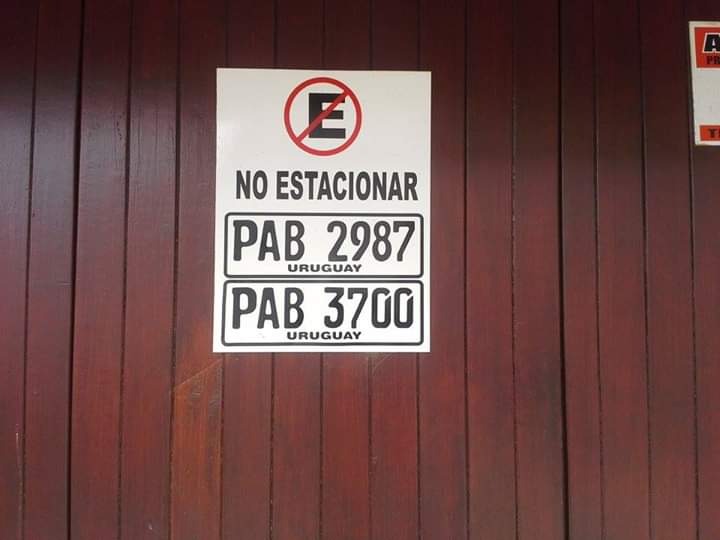 E
NO ESTACIONAR
PAB 2987
URUGUAY
PAB 3700
URUGUAY